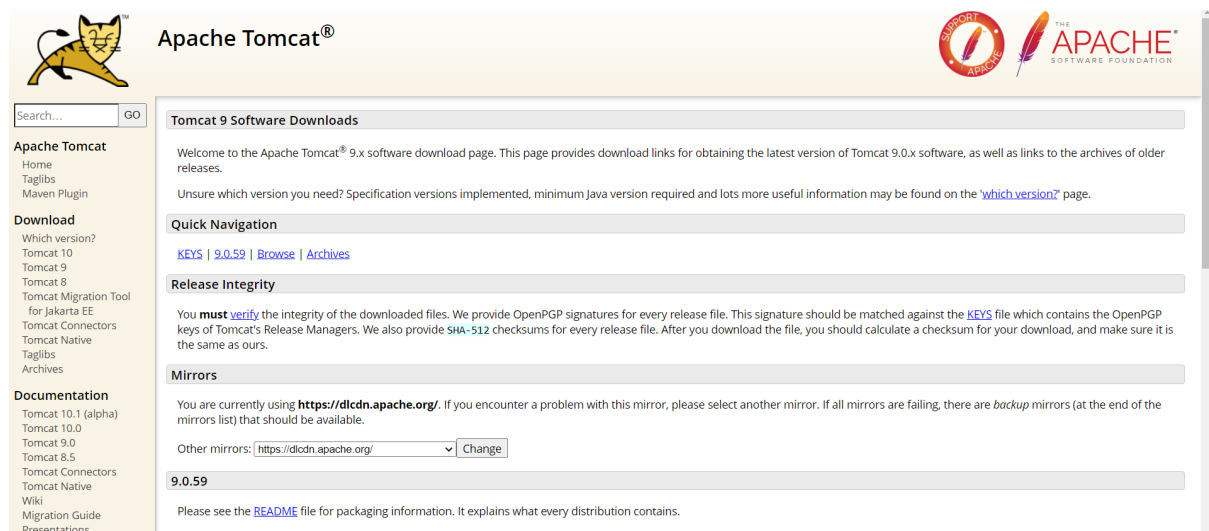 Apache Tomcat®
TM
SUPPORT
APACHE
THE
APACHE®
SOFTWARE FOUNDATION
Search...
GO
Apache Tomcat
Home
Taglibs
Maven Plugin
Download
Which version?
Tomcat 10
Tomcat 9
Tomcat 8
Tomcat Migration Tool
for Jakarta EE
Tomcat Connectors
Tomcat Native
Taglibs
Archives
Documentation
Tomcat 10.1 (alpha)
Tomcat 10.0
Tomcat 9.0
Tomcat 8.5
Tomcat Connectors
Tomcat Native
Wiki
Migration Guide
Presentations
Tomcat 9 Software Downloads
Welcome to the Apache Tomcat® 9.x software download page. This page provides download links for obtaining the latest version of Tomcat 9.0.x software, as well as links to the archives of older
releases.
Unsure which version you need? Specification versions implemented, minimum Java version required and lots more useful information may be found on the 'which version?' page.
Quick Navigation
KEYS | 9.0.59 | Browse | Archives
Release Integrity
You must verify the integrity of the downloaded files. We provide OpenPGP signatures for every release file. This signature should be matched against the KEYS file which contains the OpenPGP
keys of Tomcat's Release Managers. We also provide SHA-512 checksums for every release file. After you download the file, you should calculate a checksum for your download, and make sure it is
the same as ours.
Mirrors
You are currently using https://dlcdn.apache.org/. If you encounter a problem with this mirror, please select another mirror. If all mirrors are failing, there are backup mirrors (at the end of the
mirrors list) that should be available.
Other mirrors: https://dlcdn.apache.org/ Change
9.0.59
Please see the README file for packaging information. It explains what every distribution contains.